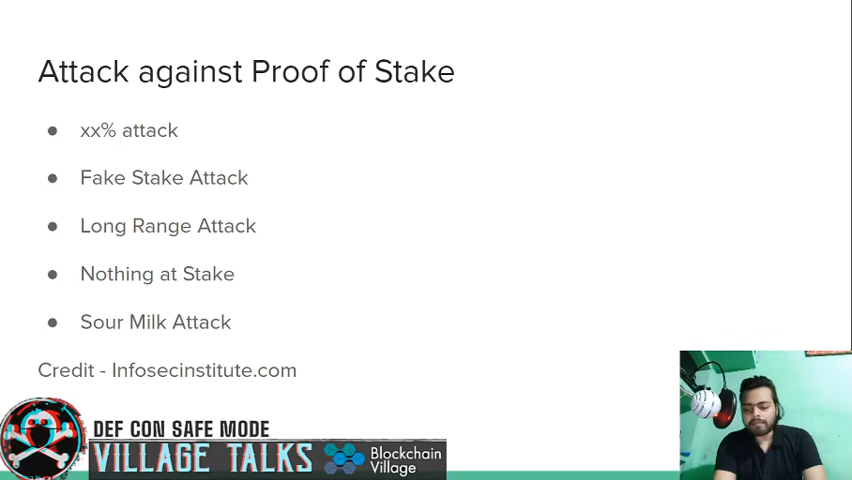 Attack against Proof of Stake
● xx% attack
● Fake Stake Attack
● Long Range Attack
● Nothing at Stake
● Sour Milk Attack
Credit - Infosecinstitute.com
DEF CON SAFE MODE
VILLAGE TALKS
Blockchain
Village